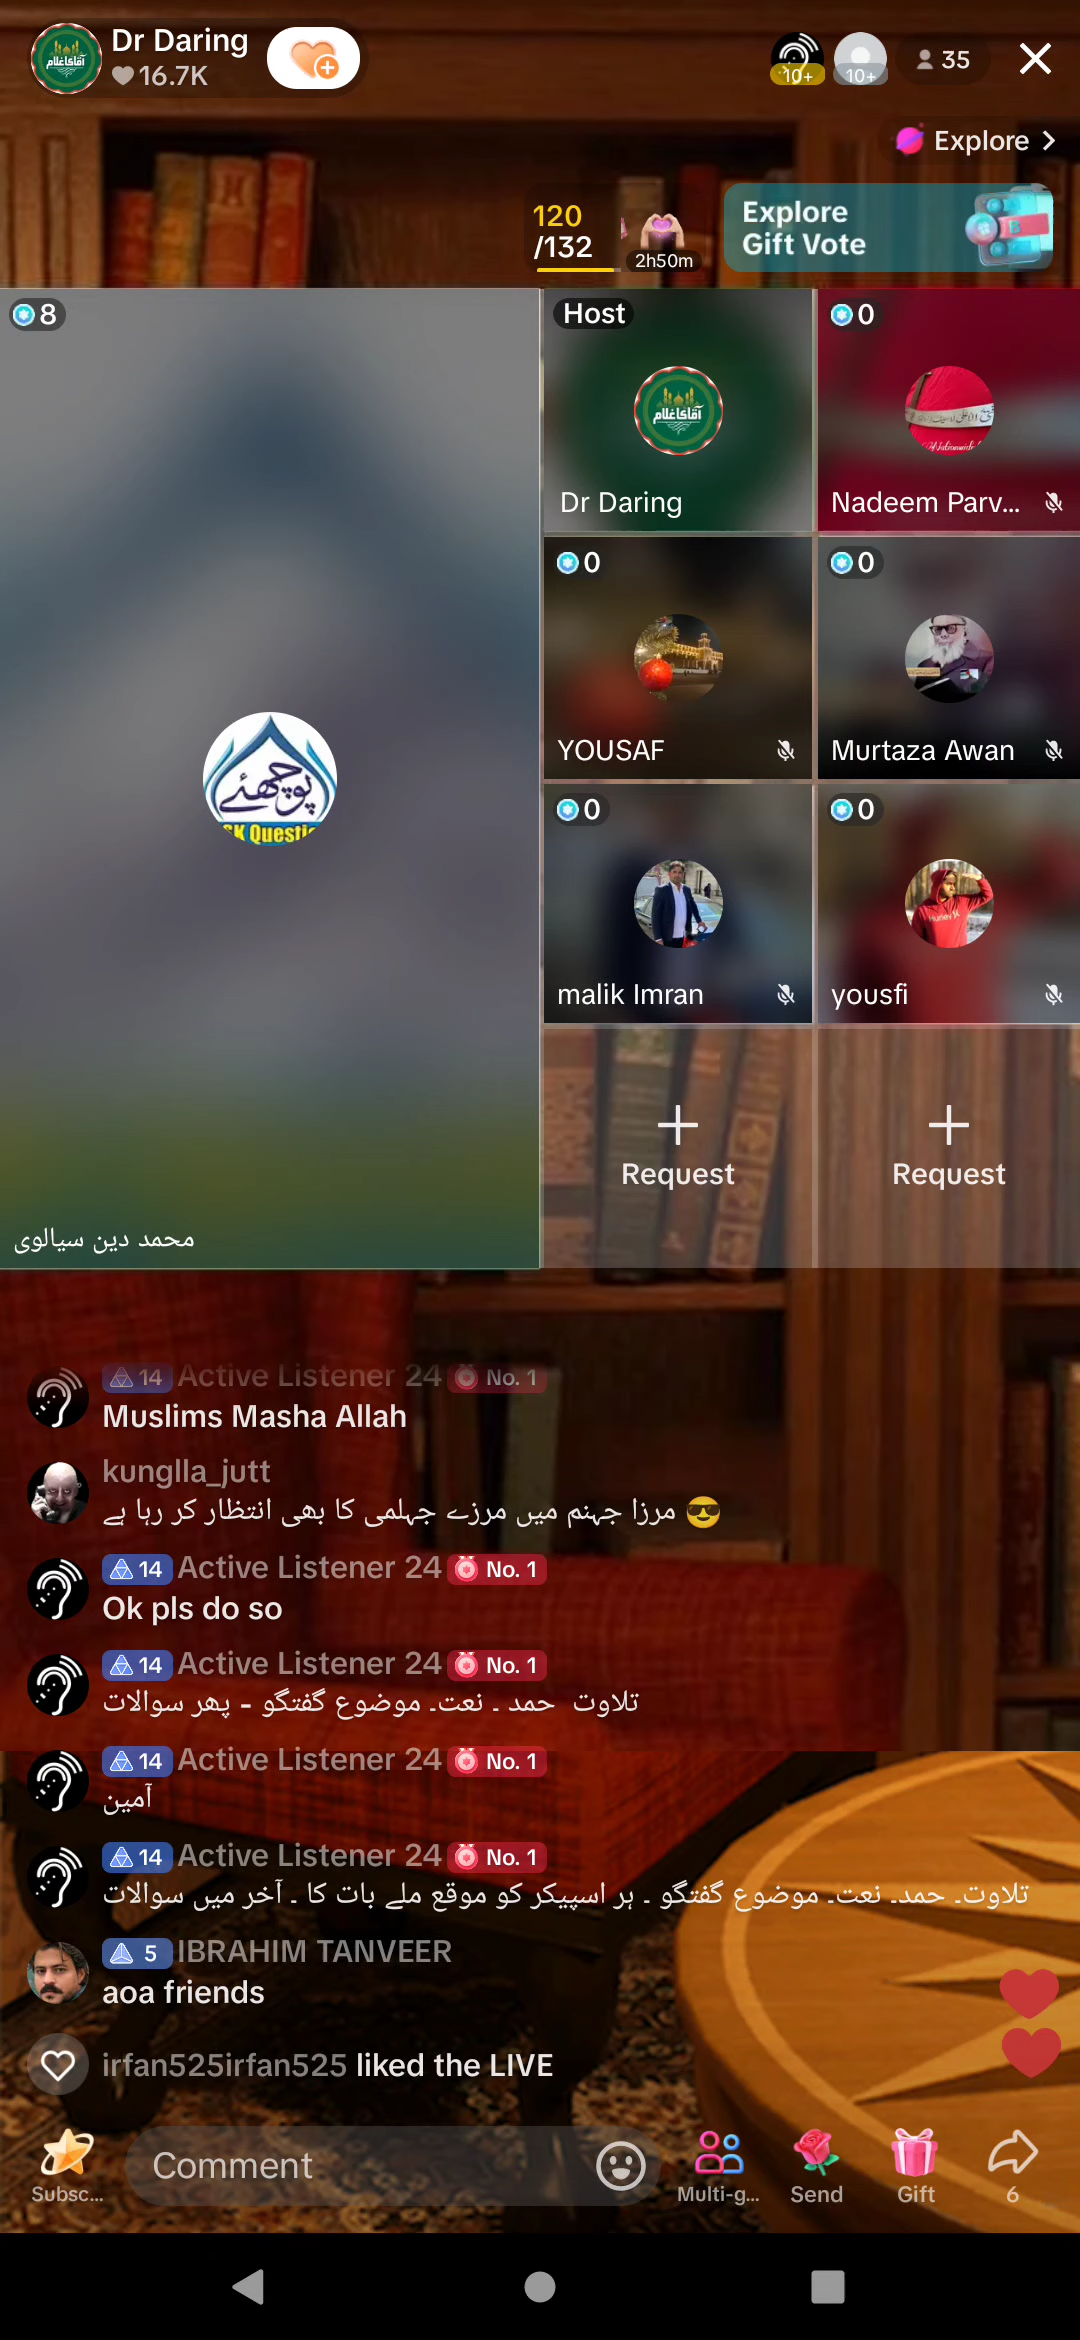 Dr Daring
16.7K
10+
10+
35
Explore
120
/132
2h50m
Explore
Gift Vote
8
Host
آقا کا غلام
Dr Daring
0
Nadeem Parv...
0
YOUSAF
0
Murtaza Awan
پوچھئے
SK Questi
0
malik Imran
0
yousfi
Request
Request
محمد دین سیالوی
14 Active Listener 24 No. 1
Muslims Masha Allah
kunglla_jutt
مرزا جہنم میں مرزے جہلمی کا بھی انتظار کر رہا ہے 😎
14 Active Listener 24 No. 1
Ok pls do so
14 Active Listener 24 No. 1
تلاوت حمد ۔ نعت۔ موضوع گفتگو - پھر سوالات
14 Active Listener 24 No. 1
آمین
14 Active Listener 24 No. 1
تلاوت۔ حمد۔ نعت۔ موضوع گفتگو ۔ ہر اسپیکر کو موقع ملے بات کا ۔ آخر میں سوالات
5 IBRAHIM TANVEER
aoa friends
irfan525irfan525 liked the LIVE
Comment
Subsc...
Multi-g...
Send
Gift
6